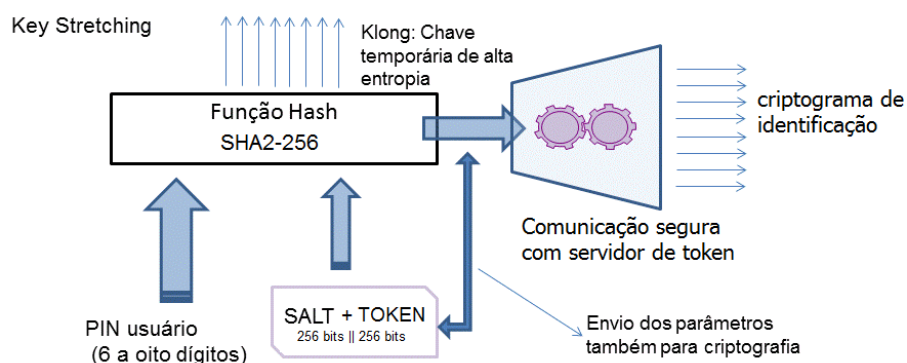 Key Stretching
Klong: Chave
temporária de alta
entropia
Função Hash
SHA2-256
criptograma de
identificação
Comunicação segura
com servidor de token
SALT + TOKEN
256 bits || 256 bits
PIN usuário
(6 a oito dígitos)
Envio dos parâmetros
também para criptografia